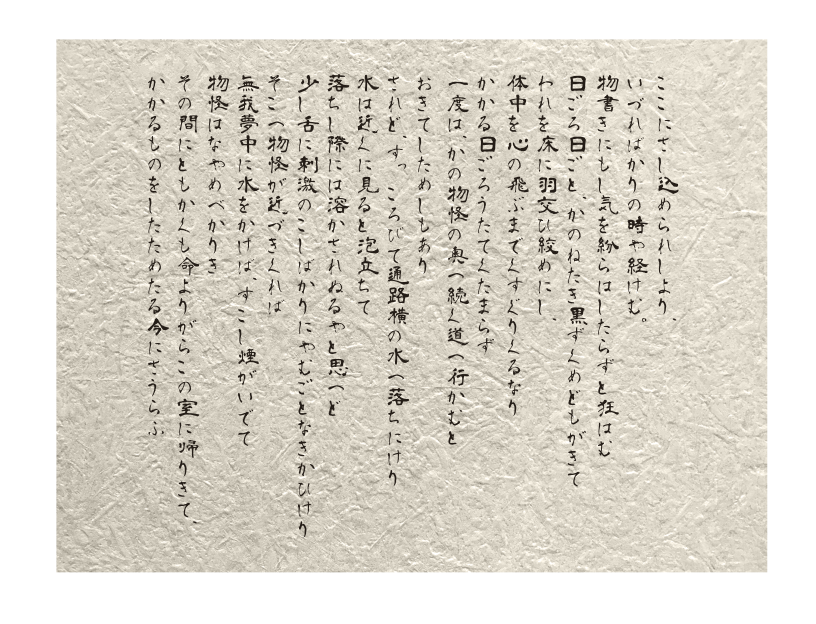 ここにさし込められしより、
いづればかりの時や経けむ。
物書きにもし気を紛らはしたらずと狂はむ
日ごろ日ごと、かのねたき黒ずくめどもがきて
われを床に羽交ひ絞めにし、
体中を心の飛ぶまでくすぐりくるなり
かかる日ごろうたてくたまらず
一度は、かの物怪の奥へ続く道へ行かむと
おきてしためしもあり
されど、すっころびて通路横の水へ落ちにけり
水は近くに見ると泡立ちて
落ちし際には溶かされぬるやと思へど
少し舌に刺激のこしばかりにやむごとなきかひけり
そこへ物怪が近づきくれば
無我夢中に水をかけば、すこし煙がいでて
物怪はなやめべかりき
その間にともかくも命よりがらこの室に帰りきて、
かかるものをしたためたる今にさうらふ